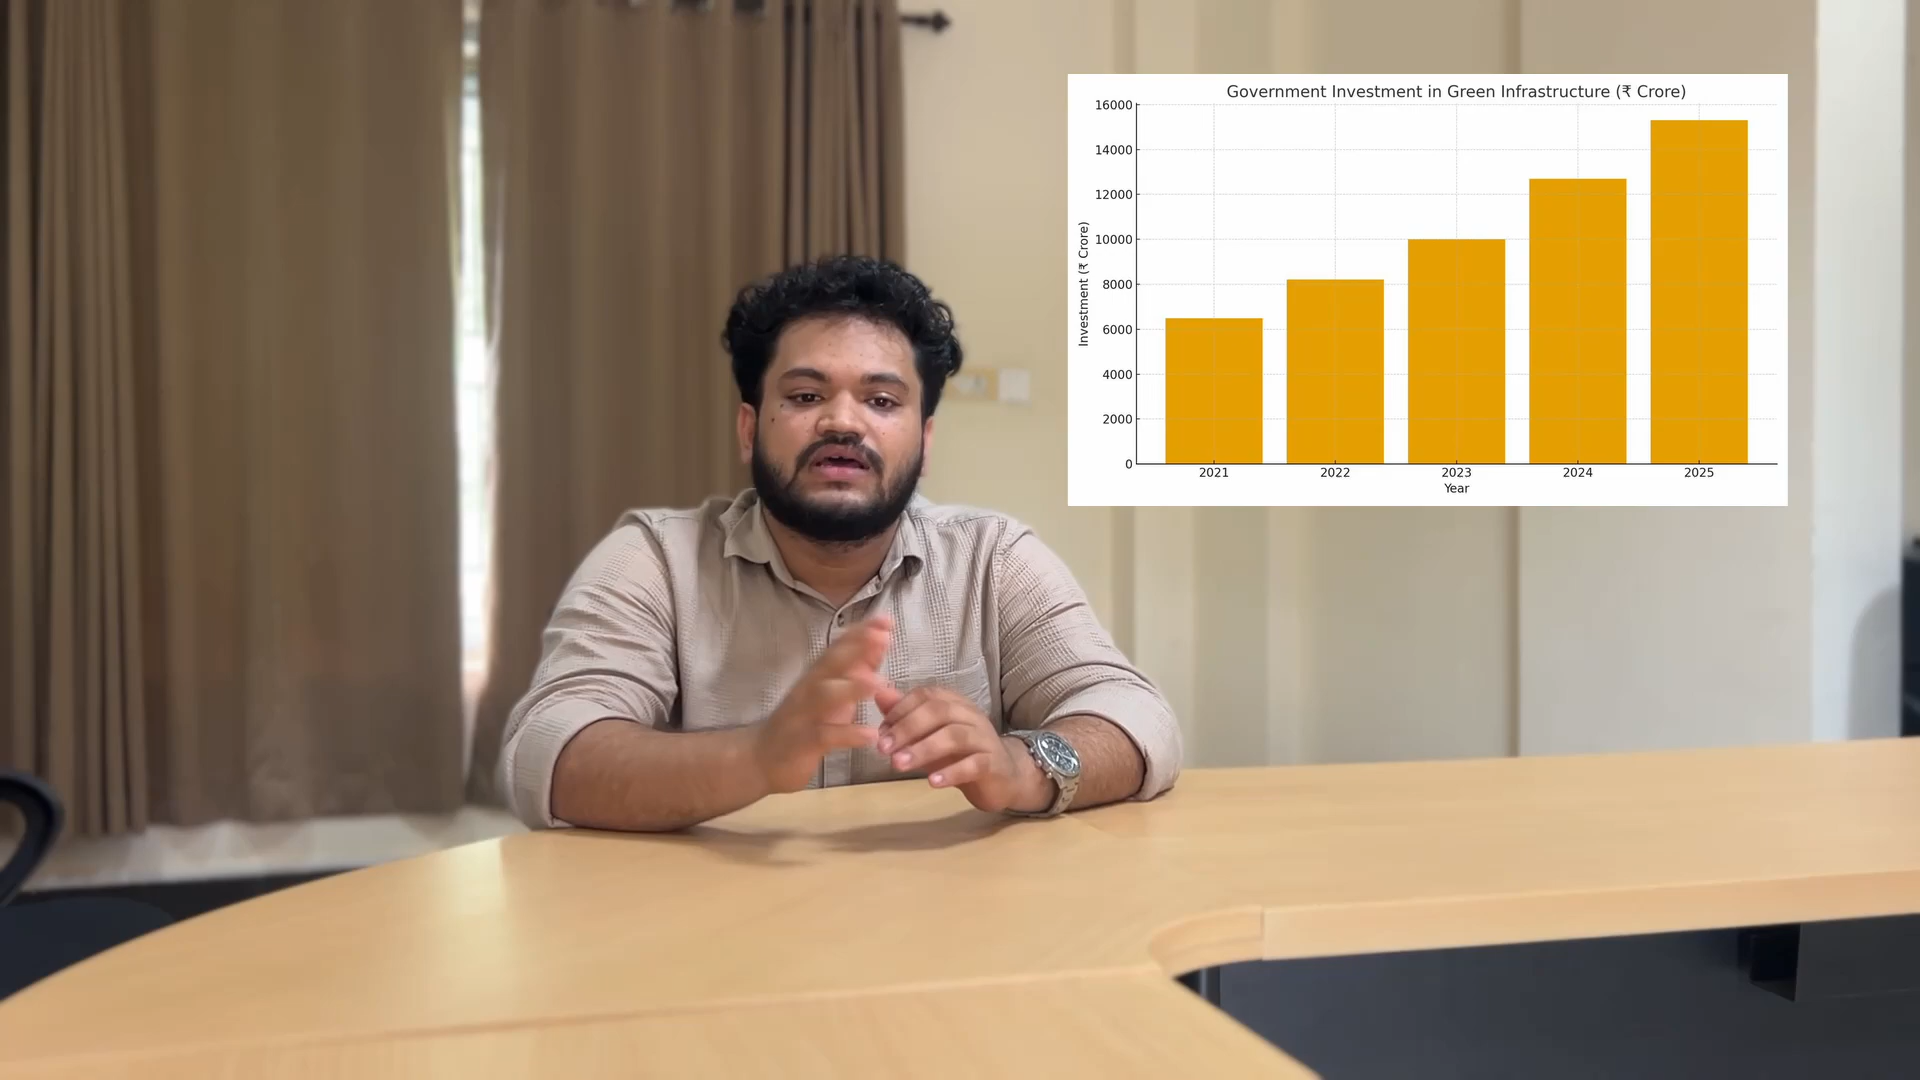 Government Investment in Green Infrastructure (₹ Crore)
16000
14000
12000
10000
8000
6000
4000
2000
0
Investment (₹ Crore)
2021 2022 2023 2024 2025
Year